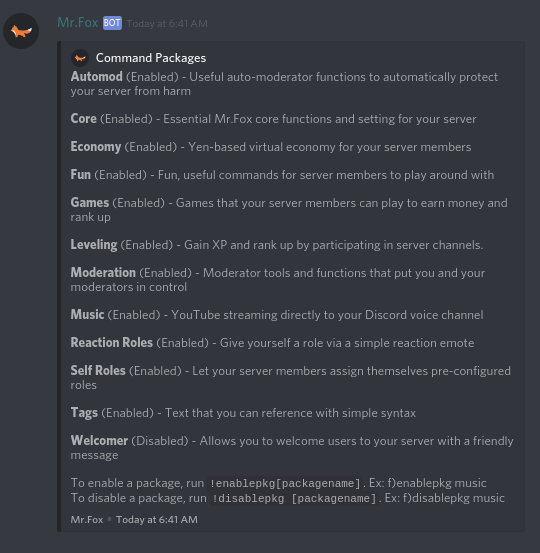 Mr.Fox BOT Today at 6:41 AM
Command Packages
Automod (Enabled) - Useful auto-moderator functions to automatically protect
your server from harm
Core (Enabled) - Essential Mr.Fox core functions and setting for your server
Economy (Enabled) - Yen-based virtual economy for your server members
Fun (Enabled) - Fun, useful commands for server members to play around with
Games (Enabled) - Games that your server members can play to earn money and
rank up
Leveling (Enabled) - Gain XP and rank up by participating in server channels.
Moderation (Enabled) - Moderator tools and functions that put you and your
moderators in control
Music (Enabled) - YouTube streaming directly to your Discord voice channel
Reaction Roles (Enabled) - Give yourself a role via a simple reaction emote
Self Roles (Enabled) - Let your server members assign themselves pre-configured
roles
Tags (Enabled) - Text that you can reference with simple syntax
Welcomer (Disabled) - Allows you to welcome users to your server with a friendly
message
To enable a package, run !enablepkg[packagename]. Ex: f)enablepkg music
To disable a package, run !disablepkg [packagename]. Ex: f)disablepkg music
Mr.Fox • Today at 6:41 AM